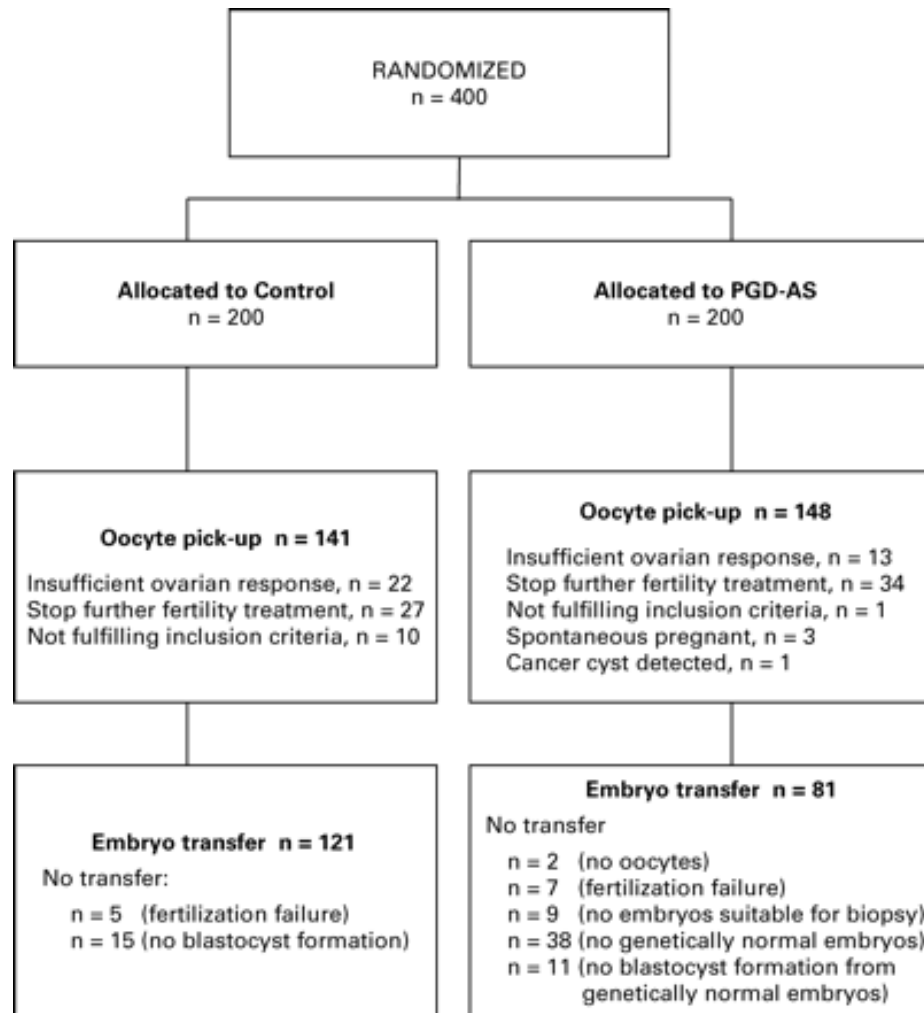 RANDOMIZED
n = 400
Allocated to Control
n = 200
Allocated to PGD-AS
n = 200
Oocyte pick-up n = 141
Insufficient ovarian response, n = 22
Stop further fertility treatment, n = 27
Not fulfilling inclusion criteria, n = 10
Oocyte pick-up n = 148
Insufficient ovarian response, n = 13
Stop further fertility treatment, n = 34
Not fulfilling inclusion criteria, n = 1
Spontaneous pregnant, n = 3
Cancer cyst detected, n = 1
Embryo transfer n = 121
No transfer:
n = 5 (fertilization failure)
n = 15 (no blastocyst formation)
Embryo transfer n = 81
No transfer
n = 2 (no oocytes)
n = 7 (fertilization failure)
n = 9 (no embryos suitable for biopsy)
n = 38 (no genetically normal embryos)
n = 11 (no blastocyst formation from
genetically normal embryos)